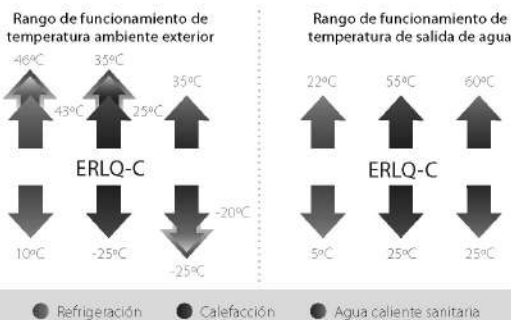 Rango de funcionamiento de
temperatura ambiente exterior
46ºC 35ºC
35ºC
43ºC 25ºC
ERLQ-C
-20ºC
10ºC -25ºC
-25ºC
Rango de funcionamiento de
temperatura de salida de agua
22ºC 55ºC 60ºC
ERLQ-C
5ºC 25ºC 25ºC
Refrigeración Calefacción Agua caliente sanitaria